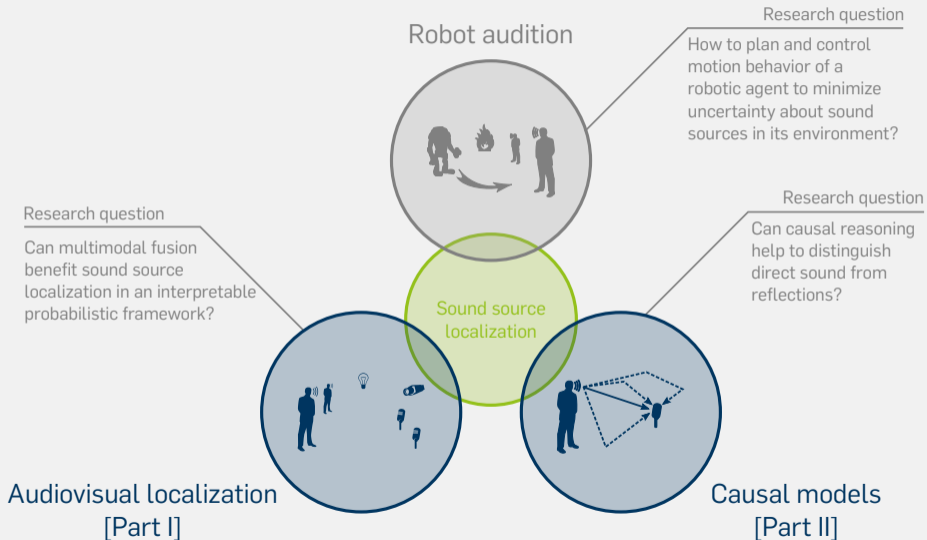 Robot audition
Research question
How to plan and control
motion behavior of a
robotic agent to minimize
uncertainty about sound
sources in its environment?
Research question
Can multimodal fusion
benefit sound source
localization in an interpretable
probabilistic framework?
Research question
Can causal reasoning
help to distinguish
direct sound from
reflections?
Sound source
localization
Audiovisual localization
[Part I]
Causal models
[Part II]